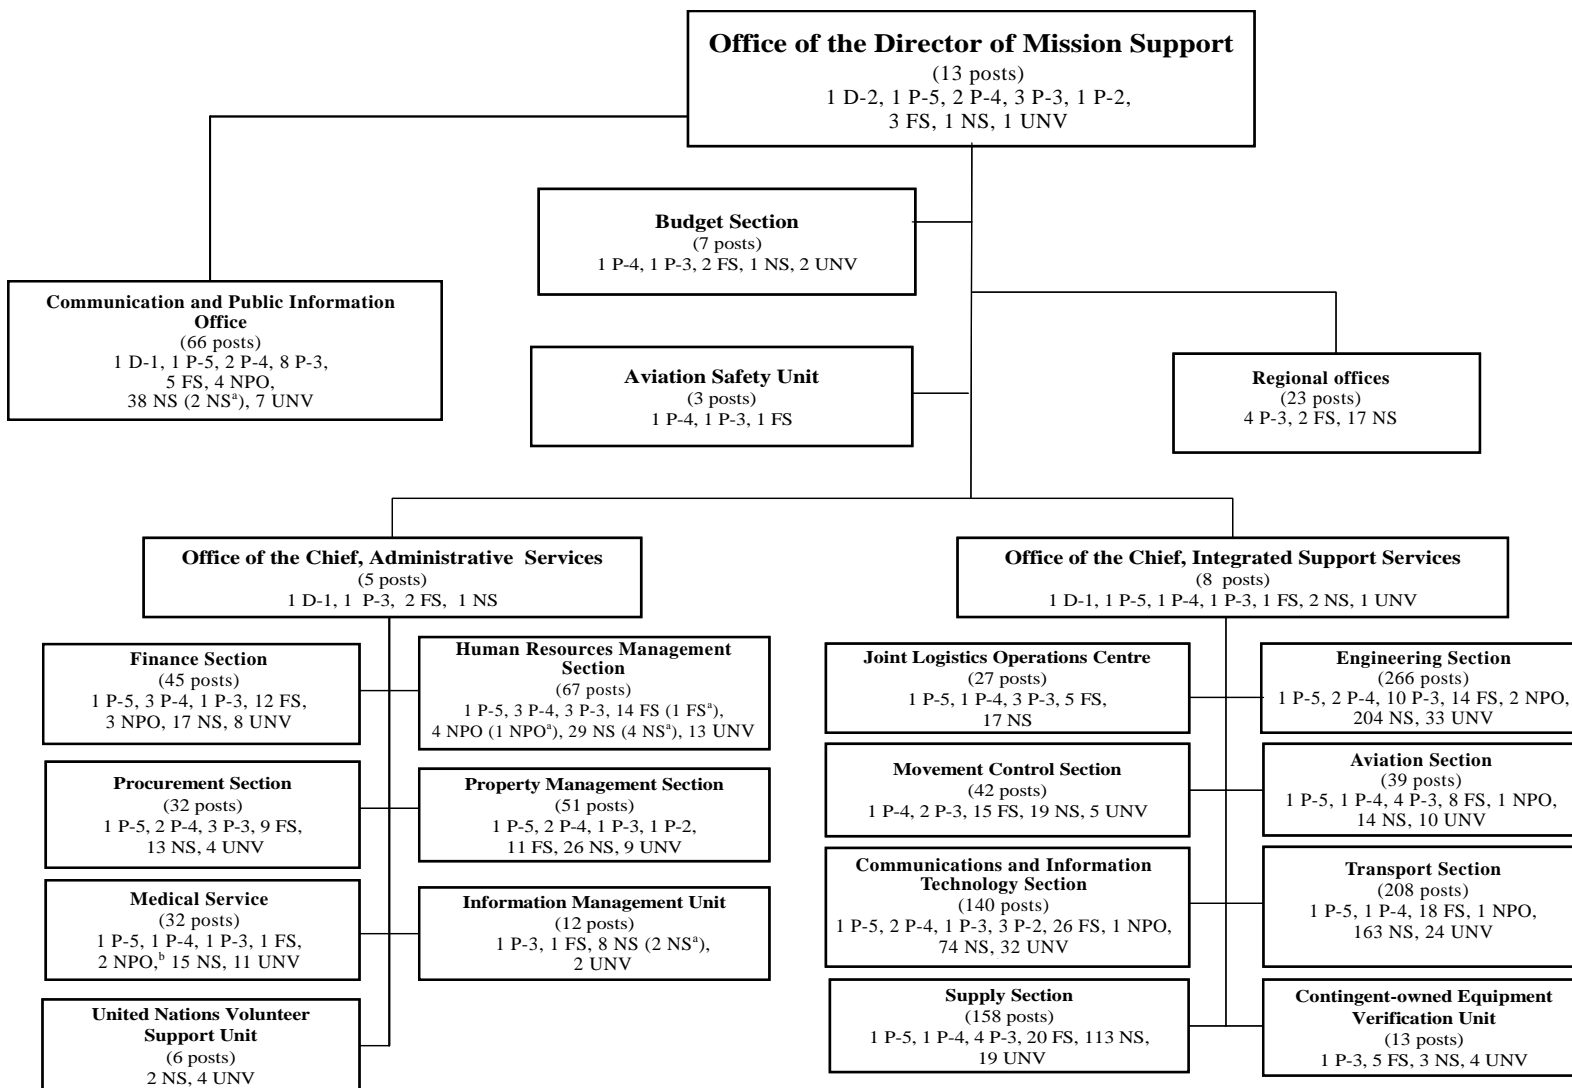 Office of the Director of Mission Support
(13 posts)
1 D-2, 1 P-5, 2 P-4, 3 P-3, 1 P-2,
3 FS, 1 NS, 1 UNV
Budget Section
(7 posts)
1 P-4, 1 P-3, 2 FS, 1 NS, 2 UNV
Communication and Public Information
Office
(66 posts)
1 D-1, 1 P-5, 2 P-4, 8 P-3,
5 FS, 4 NPO,
38 NS (2 NSᵃ), 7 UNV
Aviation Safety Unit
(3 posts)
1 P-4, 1 P-3, 1 FS
Regional offices
(23 posts)
4 P-3, 2 FS, 17 NS
Office of the Chief, Administrative Services
(5 posts)
1 D-1, 1 P-3, 2 FS, 1 NS
Office of the Chief, Integrated Support Services
(8 posts)
1 D-1, 1 P-5, 1 P-4, 1 P-3, 1 FS, 2 NS, 1 UNV
Finance Section
(45 posts)
1 P-5, 3 P-4, 1 P-3, 12 FS,
3 NPO, 17 NS, 8 UNV
Human Resources Management
Section
(67 posts)
1 P-5, 3 P-4, 3 P-3, 14 FS (1 FSᵃ),
4 NPO (1 NPOᵃ), 29 NS (4 NSᵃ), 13 UNV
Procurement Section
(32 posts)
1 P-5, 2 P-4, 3 P-3, 9 FS,
13 NS, 4 UNV
Property Management Section
(51 posts)
1 P-5, 2 P-4, 1 P-3, 1 P-2,
11 FS, 26 NS, 9 UNV
Medical Service
(32 posts)
1 P-5, 1 P-4, 1 P-3, 1 FS,
2 NPO,ᵇ 15 NS, 11 UNV
Information Management Unit
(12 posts)
1 P-3, 1 FS, 8 NS (2 NSᵃ),
2 UNV
United Nations Volunteer
Support Unit
(6 posts)
2 NS, 4 UNV
Joint Logistics Operations Centre
(27 posts)
1 P-5, 1 P-4, 3 P-3, 5 FS,
17 NS
Engineering Section
(266 posts)
1 P-5, 2 P-4, 10 P-3, 14 FS, 2 NPO,
204 NS, 33 UNV
Movement Control Section
(42 posts)
1 P-4, 2 P-3, 15 FS, 19 NS, 5 UNV
Aviation Section
(39 posts)
1 P-5, 1 P-4, 4 P-3, 8 FS, 1 NPO,
14 NS, 10 UNV
Communications and Information
Technology Section
(140 posts)
1 P-5, 2 P-4, 1 P-3, 3 P-2, 26 FS, 1 NPO,
74 NS, 32 UNV
Transport Section
(208 posts)
1 P-5, 1 P-4, 18 FS, 1 NPO,
163 NS, 24 UNV
Supply Section
(158 posts)
1 P-5, 1 P-4, 4 P-3, 20 FS, 113 NS,
19 UNV
Contingent-owned Equipment
Verification Unit
(13 posts)
1 P-3, 5 FS, 3 NS, 4 UNV